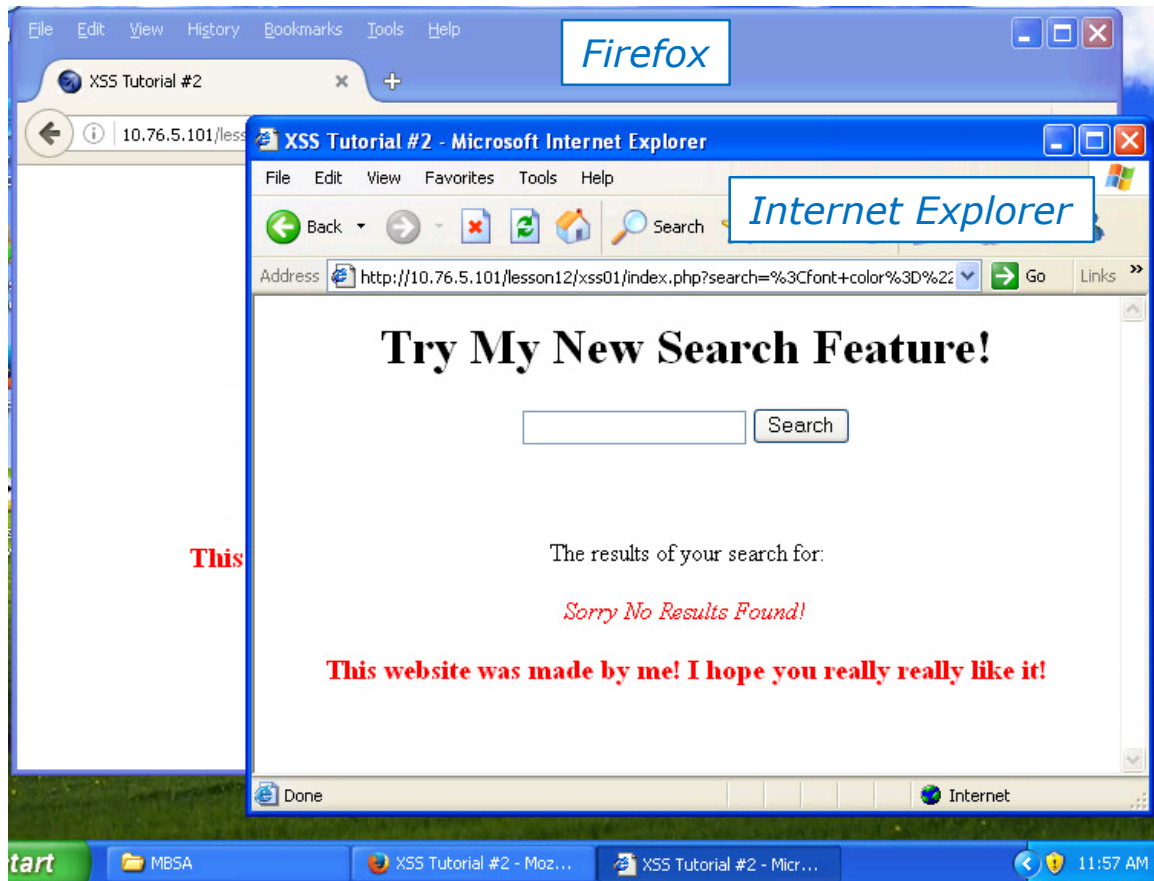 File Edit View History Bookmarks Tools Help
Firefox
XSS Tutorial #2
10.76.5.101/less
XSS Tutorial #2 - Microsoft Internet Explorer
File Edit View Favorites Tools Help
Internet Explorer
Back
Search
Address http://10.76.5.101/lesson12/xss01/index.php?search=%3Cfont+color%3D%22 Go Links »
Try My New Search Feature!
Search
The results of your search for:
Sorry No Results Found!
This
This website was made by me! I hope you really really like it!
Done
Internet
tart
MBSA
XSS Tutorial #2 - Moz...
XSS Tutorial #2 - Micr...
11:57 AM